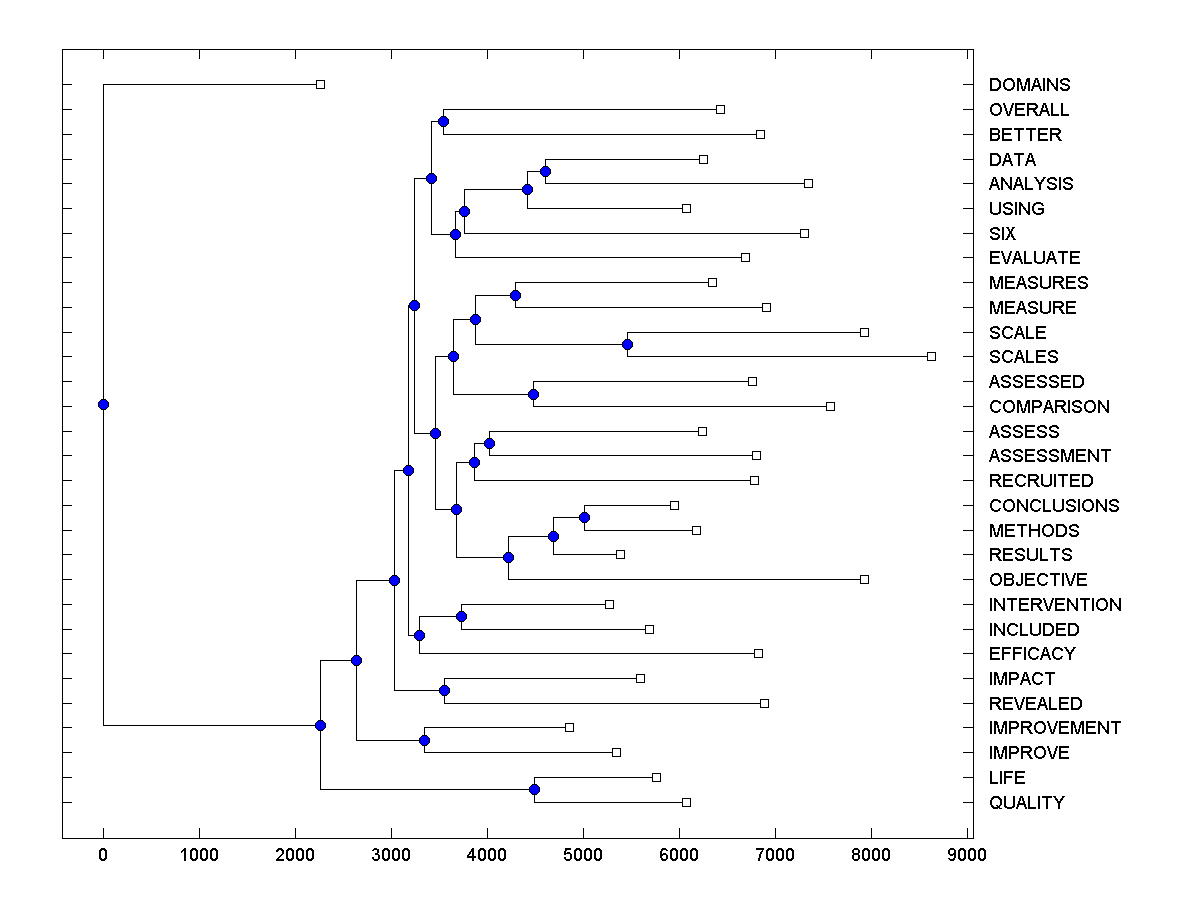 DOMAINS
OVERALL
BETTER
DATA
ANALYSIS
USING
SIX
EVALUATE
MEASURES
MEASURE
SCALE
SCALES
ASSESSED
COMPARISON
ASSESS
ASSESSMENT
RECRUITED
CONCLUSIONS
METHODS
RESULTS
OBJECTIVE
INTERVENTION
INCLUDED
EFFICACY
IMPACT
REVEALED
IMPROVEMENT
IMPROVE
LIFE
QUALITY
0 1000 2000 3000 4000 5000 6000 7000 8000 9000